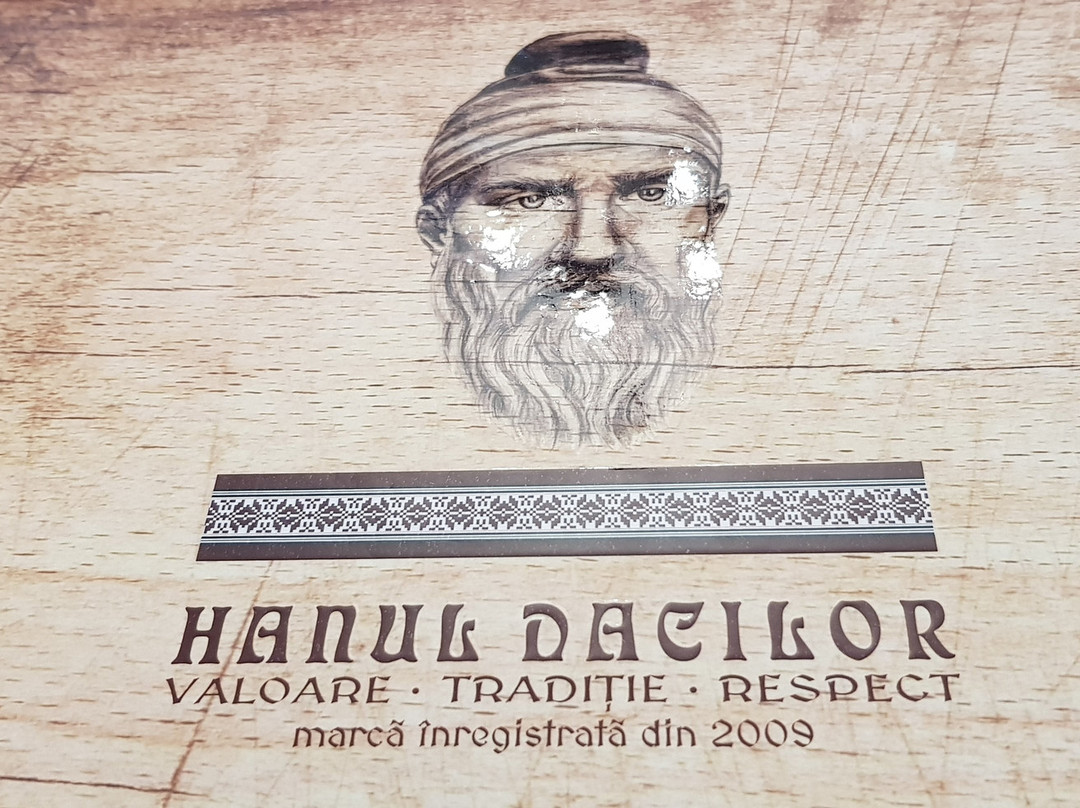 HANUL DACILOR
VALOARE · TRADIȚIE · RESPECT
marcă înregistrată din 2009